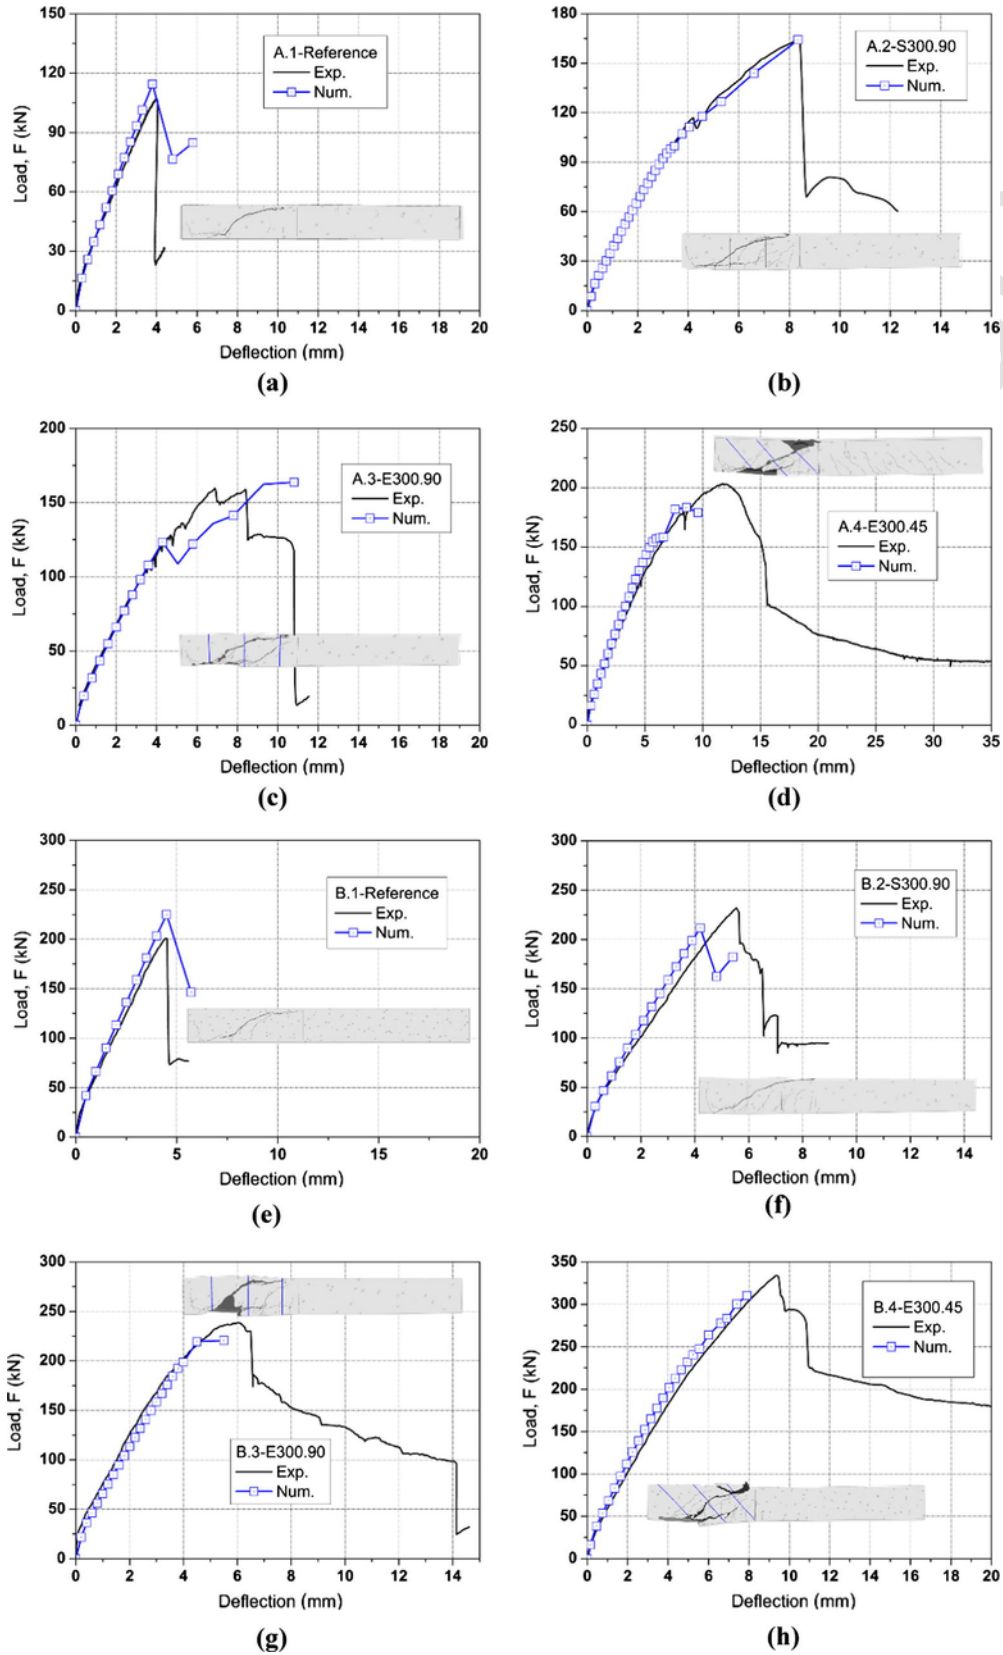 150
120
90
60
30
0
Load, F (kN)
A.1-Reference
Exp.
Num.
0 2 4 6 8 10 12 14 16 18 20
Deflection (mm)
(a)
180
150
120
90
60
30
0
Load, F (kN)
A.2-S300.90
Exp.
Num.
0 2 4 6 8 10 12 14 16
Deflection (mm)
(b)
200
150
100
50
0
Load, F (kN)
A.3-E300.90
Exp.
Num.
0 2 4 6 8 10 12 14 16 18 20
Deflection (mm)
(c)
250
200
150
100
50
0
Load, F (kN)
A.4-E300.45
Exp.
Num.
0 5 10 15 20 25 30 35
Deflection (mm)
(d)
300
250
200
150
100
50
0
Load, F (kN)
B.1-Reference
Exp.
Num.
0 5 10 15 20
Deflection (mm)
(e)
300
250
200
150
100
50
0
Load, F (kN)
B.2-S300.90
Exp.
Num.
0 2 4 6 8 10 12 14
Deflection (mm)
(f)
300
250
200
150
100
50
0
Load, F (kN)
B.3-E300.90
Exp.
Num.
0 2 4 6 8 10 12 14
Deflection (mm)
(g)
350
300
250
200
150
100
50
0
Load, F (kN)
B.4-E300.45
Exp.
Num.
0 2 4 6 8 10 12 14 16 18 20
Deflection (mm)
(h)